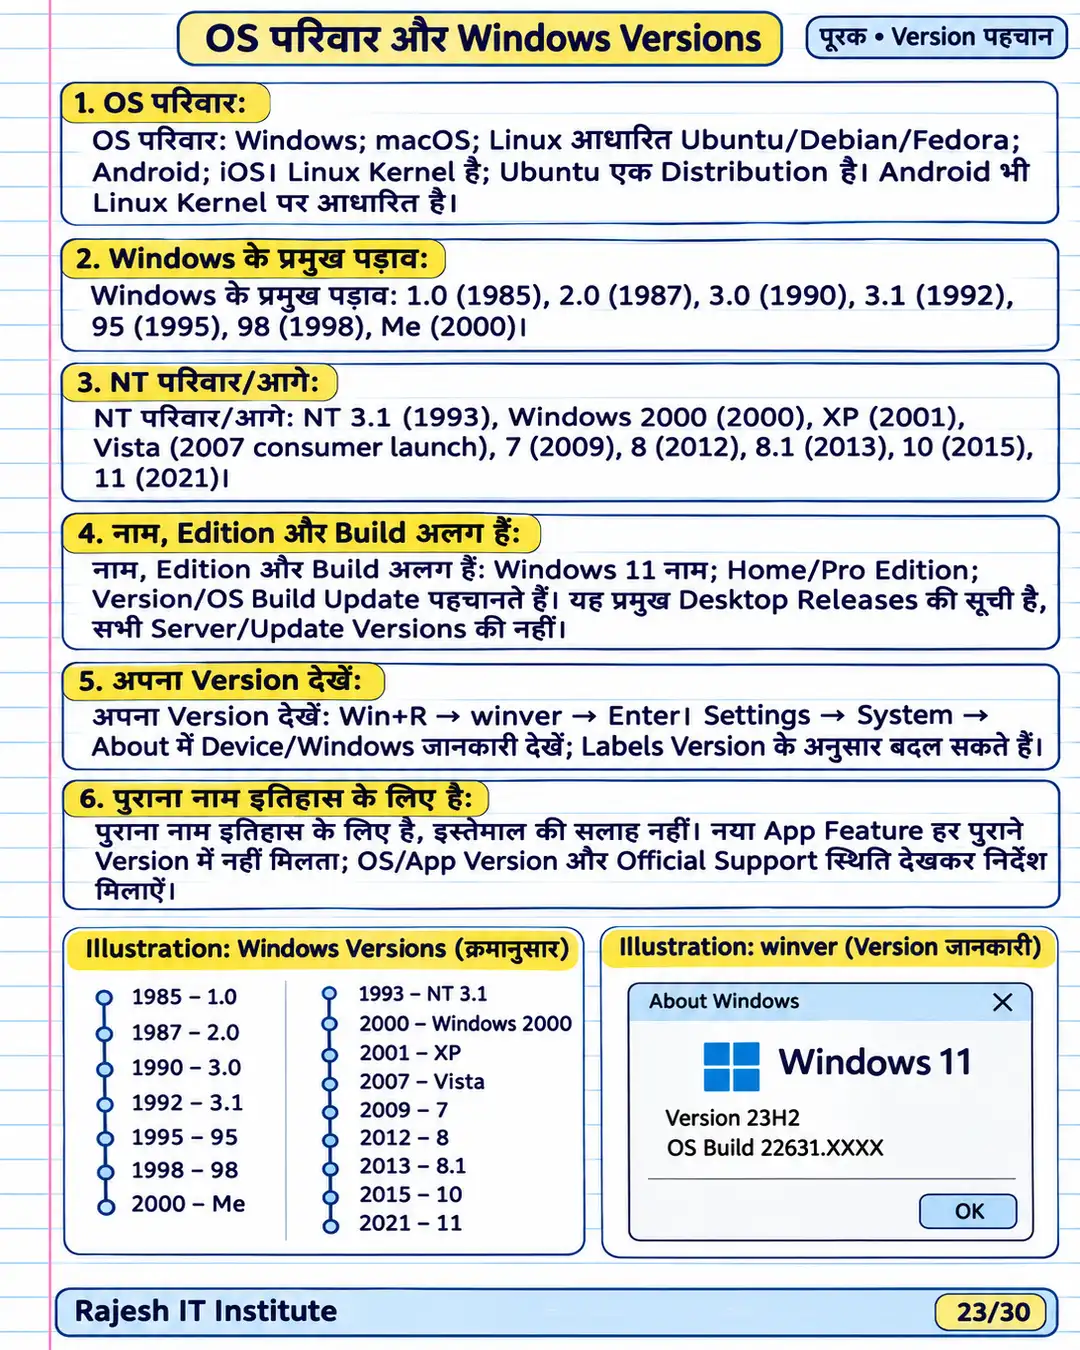 OS परिवार और Windows Versions
पूरक • Version पहचान
1. OS परिवार:
OS परिवार: Windows; macOS; Linux आधारित Ubuntu/Debian/Fedora;
Android; iOS। Linux Kernel है; Ubuntu एक Distribution है। Android भी
Linux Kernel पर आधारित है।
2. Windows के प्रमुख पड़ाव:
Windows के प्रमुख पड़ाव: 1.0 (1985), 2.0 (1987), 3.0 (1990), 3.1 (1992),
95 (1995), 98 (1998), Me (2000)।
3. NT परिवार/आगे:
NT परिवार/आगे: NT 3.1 (1993), Windows 2000 (2000), XP (2001),
Vista (2007 consumer launch), 7 (2009), 8 (2012), 8.1 (2013), 10 (2015),
11 (2021)।
4. नाम, Edition और Build अलग हैं:
नाम, Edition और Build अलग हैं: Windows 11 नाम; Home/Pro Edition;
Version/OS Build Update पहचानते हैं। यह प्रमुख Desktop Releases की सूची है,
सभी Server/Update Versions की नहीं।
5. अपना Version देखें:
अपना Version देखें: Win+R → winver → Enter। Settings → System →
About में Device/Windows जानकारी देखें; Labels Version के अनुसार बदल सकते हैं।
6. पुराना नाम इतिहास के लिए है:
पुराना नाम इतिहास के लिए है, इस्तेमाल की सलाह नहीं। नया App Feature हर पुराने
Version में नहीं मिलता; OS/App Version और Official Support स्थिति देखकर निर्देश
मिलाऐं।
Illustration: Windows Versions (क्रमानुसार)
1985 – 1.0
1987 – 2.0
1990 – 3.0
1992 – 3.1
1995 – 95
1998 – 98
2000 – Me
1993 – NT 3.1
2000 – Windows 2000
2001 – XP
2007 – Vista
2009 – 7
2012 – 8
2013 – 8.1
2015 – 10
2021 – 11
Illustration: winver (Version जानकारी)
About Windows
Windows 11
Version 23H2
OS Build 22631.XXXX
OK
Rajesh IT Institute
23/30